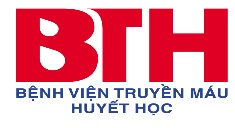 BTH
BỆNH VIỆN TRUYỀN MÁU
HUYẾT HỌC